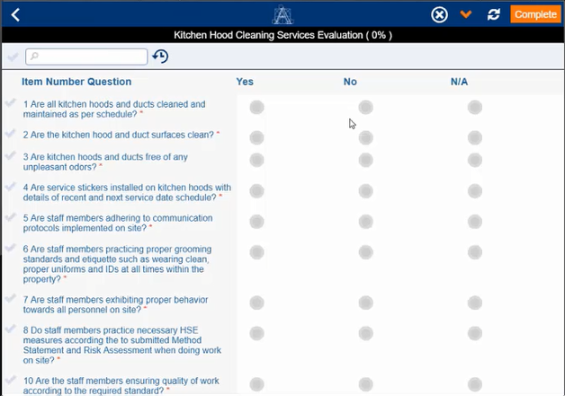 Complete
Kitchen Hood Cleaning Services Evaluation ( 0% )
Item Number Question Yes No N/A
1 Are all kitchen hoods and ducts cleaned and
maintained as per schedule? *
2 Are the kitchen hood and duct surfaces clean? *
3 Are kitchen hoods and ducts free of any
unpleasant odors? *
4 Are service stickers installed on kitchen hoods with
details of recent and next service date schedule? *
5 Are staff members adhering to communication
protocols implemented on site? *
6 Are staff members practicing proper grooming
standards and etiquette such as wearing clean,
proper uniforms and IDs at all times within the
property? *
7 Are staff members exhibiting proper behavior
towards all personnel on site? *
8 Do staff members practice necessary HSE
measures according the to submitted Method
Statement and Risk Assessment when doing work
on site? *
10 Are the staff members ensuring quality of work
according to the required standard? *